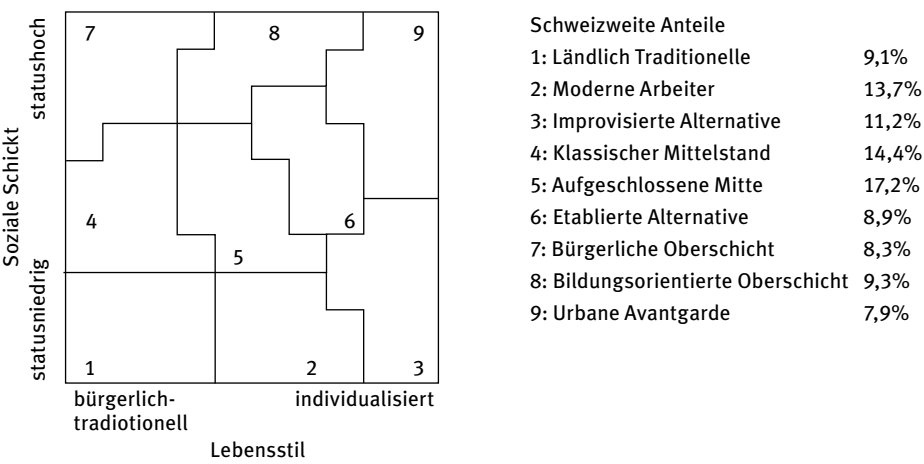 Soziale Schickt
statushoch
statusniedrig
7
8
9
4
6
5
1
2
3
bürgerlich-
tradiotionell
individualisiert
Lebensstil
Schweizweite Anteile
1: Ländlich Traditionelle 9,1%
2: Moderne Arbeiter 13,7%
3: Improvisierte Alternative 11,2%
4: Klassischer Mittelstand 14,4%
5: Aufgeschlossene Mitte 17,2%
6: Etablierte Alternative 8,9%
7: Bürgerliche Oberschicht 8,3%
8: Bildungsorientierte Oberschicht 9,3%
9: Urbane Avantgarde 7,9%